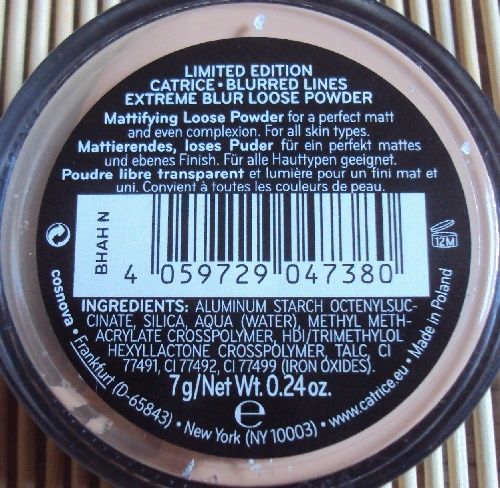 LIMITED EDITION
CATRICE • BLURRED LINES
EXTREME BLUR LOOSE POWDER
Mattifying Loose Powder for a perfect matt
and even complexion. For all skin types.
Mattierendes, loses Puder für ein perfekt mattes
und ebenes Finish. Für alle Hauttypen geeignet.
Poudre libre transparent et lumière pour un fini mat et
uni. Convient à toutes les couleurs de peau.
BHAH N
12M
4 059729 047380
INGREDIENTS: ALUMINUM STARCH OCTENYLSUC-
CINATE, SILICA, AQUA (WATER), METHYL METH-
ACRYLATE CROSSPOLYMER, HDI/TRIMETHYLOL
HEXYLLACTONE CROSSPOLYMER, TALC, CI
77491, CI 77492, CI 77499 (IRON OXIDES).
7 g/Net Wt. 0.24 oz.
e
cosnova • Frankfurt (D-65843) • New York (NY 10003) • www.catrice.eu • Made in Poland